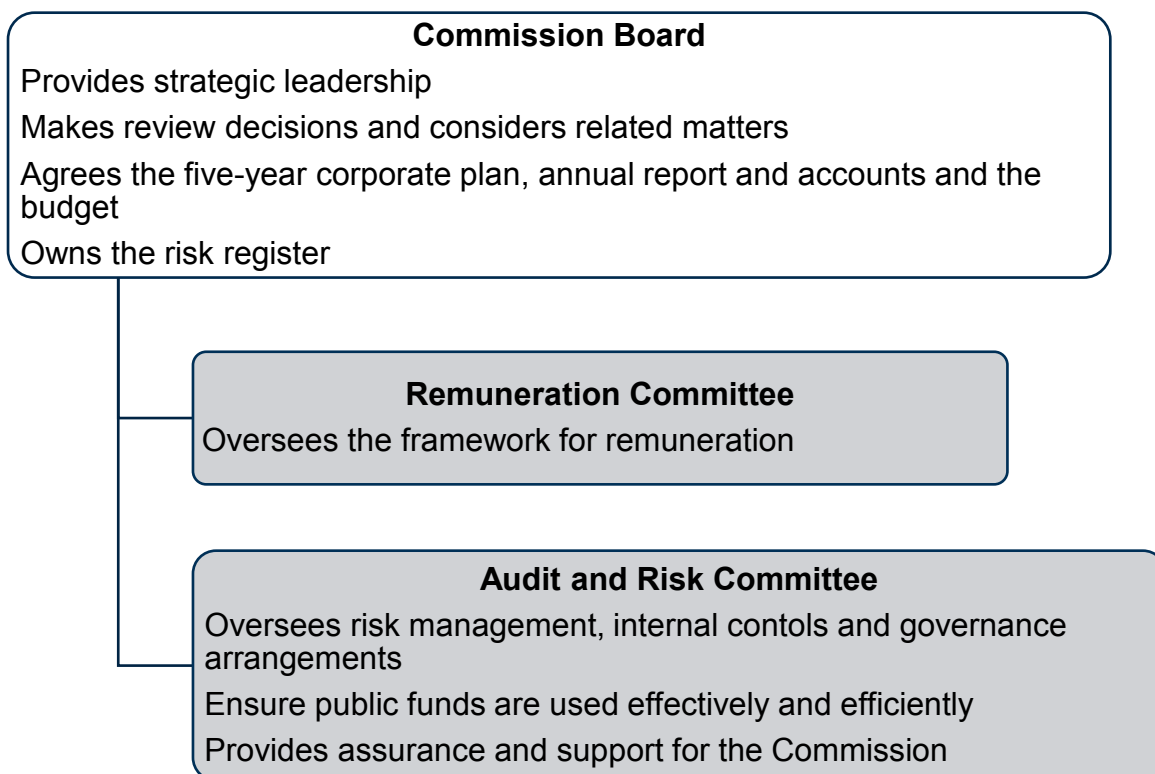 Commission Board
Provides strategic leadership
Makes review decisions and considers related matters
Agrees the five-year corporate plan, annual report and accounts and the
budget
Owns the risk register
Remuneration Committee
Oversees the framework for remuneration
Audit and Risk Committee
Oversees risk management, internal contols and governance
arrangements
Ensure public funds are used effectively and efficiently
Provides assurance and support for the Commission